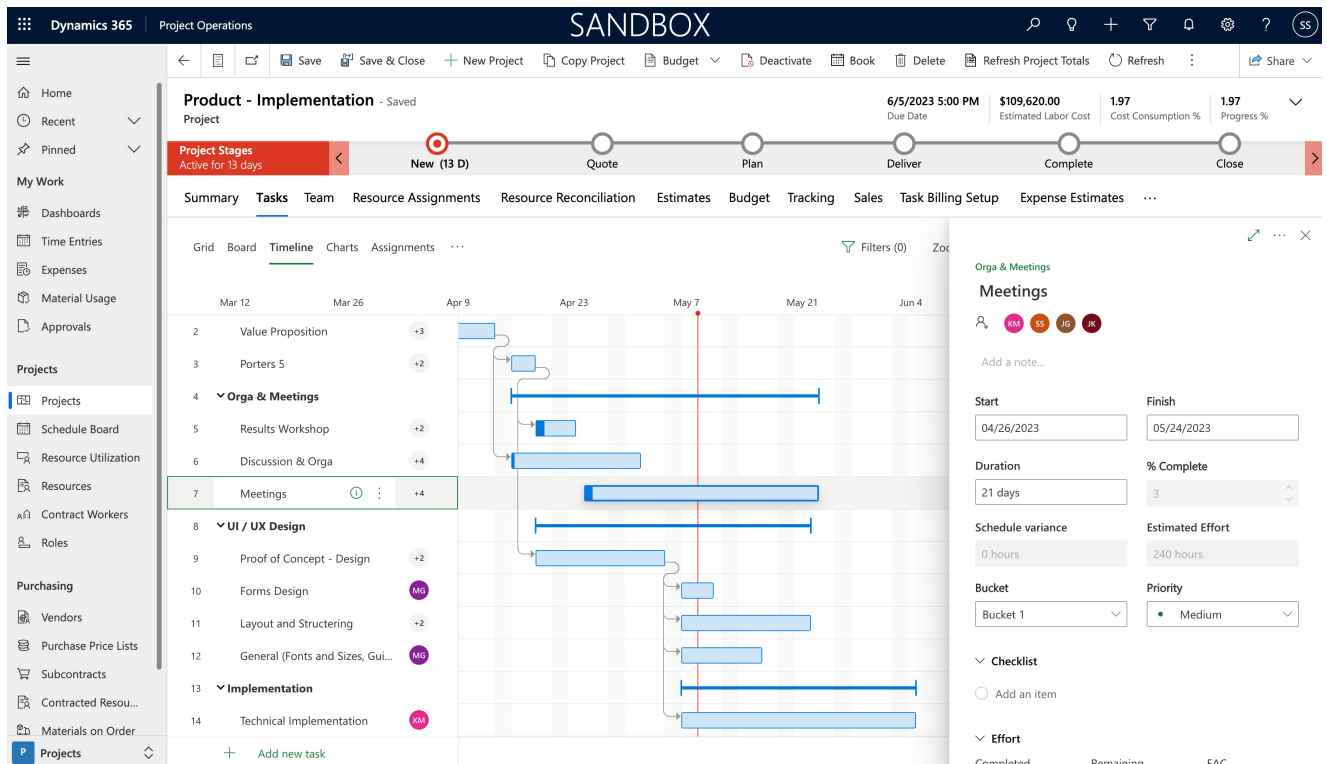 Dynamics 365 Project Operations SANDBOX ? SS
Save Save & Close New Project Copy Project Budget Deactivate Book Delete Refresh Project Totals Refresh Share
Home
Recent
Pinned
My Work
Dashboards
Time Entries
Expenses
Material Usage
Approvals
Projects
Projects
Schedule Board
Resource Utilization
Resources
Contract Workers
Roles
Purchasing
Vendors
Purchase Price Lists
Subcontracts
Contracted Resou...
Materials on Order
P Projects
Product - Implementation - Saved
Project
6/5/2023 5:00 PM $109,620.00 1.97 1.97
Due Date Estimated Labor Cost Cost Consumption % Progress %
Project Stages
Active for 13 days
New (13 D) Quote Plan Deliver Complete Close
Summary Tasks Team Resource Assignments Resource Reconciliation Estimates Budget Tracking Sales Task Billing Setup Expense Estimates ...
Grid Board Timeline Charts Assignments ... Filters (0) Zoo
Mar 12 Mar 26 Apr 9 Apr 23 May 7 May 21 Jun 4
2 Value Proposition +3
3 Porters 5 +2
4 Orga & Meetings
5 Results Workshop +2
6 Discussion & Orga +4
7 Meetings +4
8 UI / UX Design
9 Proof of Concept - Design +2
10 Forms Design MG
11 Layout and Structering +2
12 General (Fonts and Sizes, Gui... MG
13 Implementation
14 Technical Implementation KM
Add new task
Orga & Meetings
Meetings
KM SS JG JK
Add a note...
Start Finish
04/26/2023 05/24/2023
Duration % Complete
21 days 3
Schedule variance Estimated Effort
0 hours 240 hours
Bucket Priority
Bucket 1 Medium
Checklist
Add an item
Effort
Completed Remaining EAC